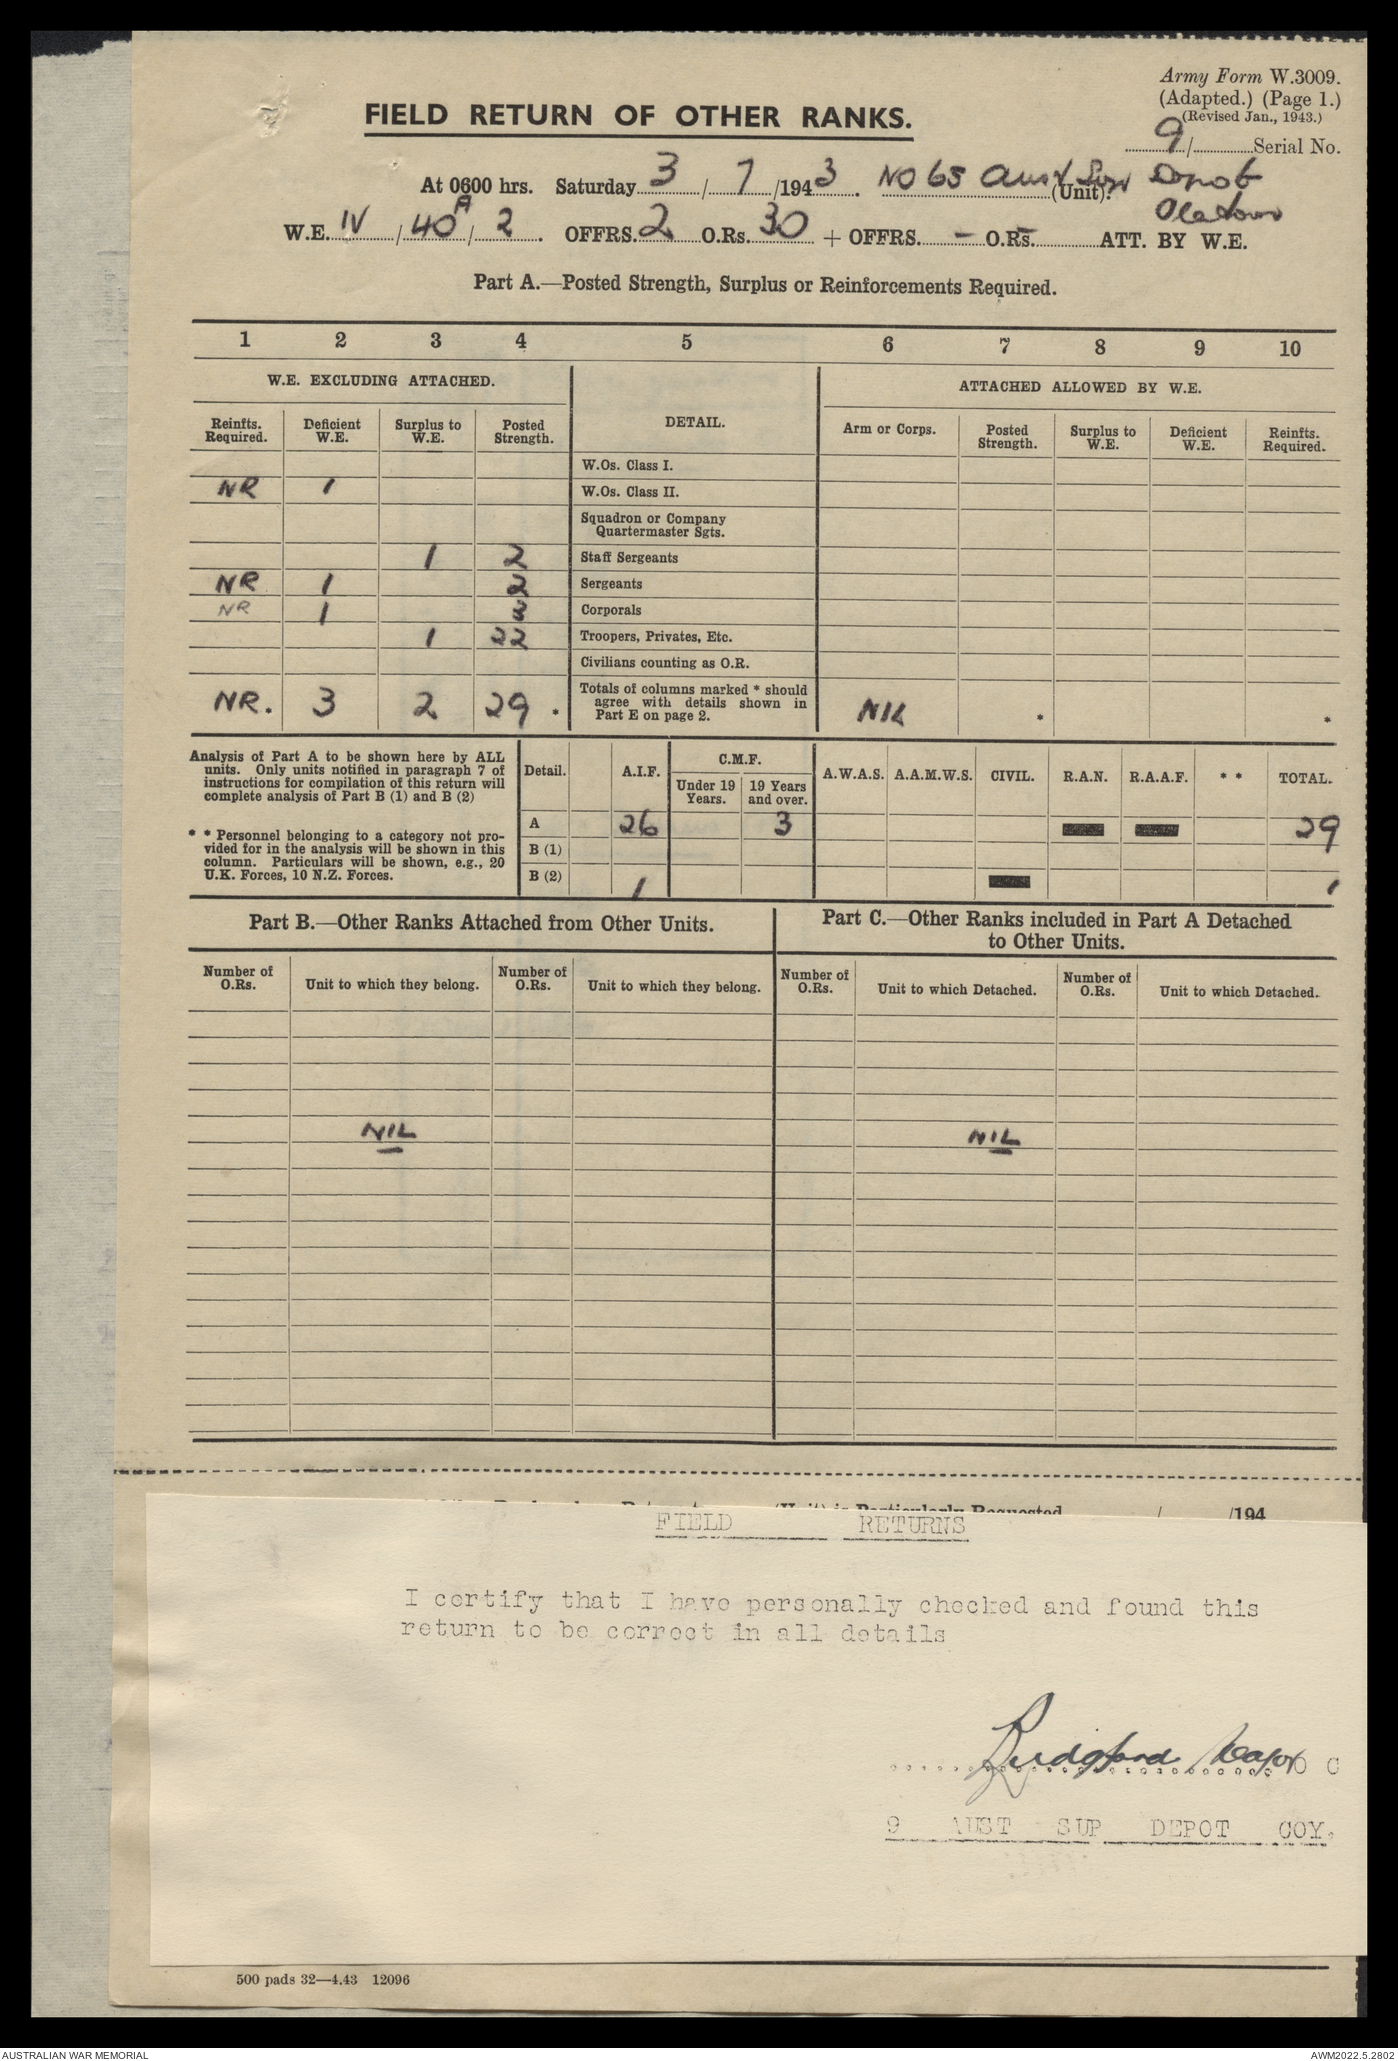 Army Form W.3009.
(Adapted.) (Page 1.)
(Revised Jan., 1943.)
FIELD RETURN OF OTHER RANKS.
9/ Serial No.
At 0600 hrs. Saturday 3/7/1943. No 65 Aust Sup Depot (Unit).
W.E. IV/40A/2. OFFRS. 2 O.Rs. 30 + OFFRS. – O.Rs. – ATT. BY W.E.
Part A.—Posted Strength, Surplus or Reinforcements Required.
1 2 3 4 5 6 7 8 9 10
W.E. EXCLUDING ATTACHED. DETAIL. ATTACHED ALLOWED BY W.E.
Reinfts. Required. Deficient W.E. Surplus to W.E. Posted Strength. Arm or Corps. Posted Strength. Surplus to W.E. Deficient W.E. Reinfts. Required.
W.Os. Class I.
NR 1 W.Os. Class II.
Squadron or Company
Quartermaster Sgts.
1 2 Staff Sergeants
NR 1 2 Sergeants
NR 1 3 Corporals
1 22 Troopers, Privates, Etc.
Civilians counting as O.R.
NR. 3 2 29 * Totals of columns marked * should
agree with details shown in
Part E on page 2. NIL * *
Analysis of Part A to be shown here by ALL
units. Only units notified in paragraph 7 of
instructions for compilation of this return will
complete analysis of Part B (1) and B (2)
* * Personnel belonging to a category not pro-
vided for in the analysis will be shown in this
column. Particulars will be shown, e.g., 20
U.K. Forces, 10 N.Z. Forces.
Detail. A.I.F. C.M.F. A.W.A.S. A.A.M.W.S. CIVIL. R.A.N. R.A.A.F. * * TOTAL.
Under 19 Years. 19 Years and over.
A 26 3 29
B (1)
B (2) 1 1
Part B.—Other Ranks Attached from Other Units.
Part C.—Other Ranks included in Part A Detached
to Other Units.
Number of O.Rs. Unit to which they belong. Number of O.Rs. Unit to which they belong. Number of O.Rs. Unit to which Detached. Number of O.Rs. Unit to which Detached.
NIL NIL
(Unit) is Particularly Requested / /194
FIELD RETURNS
I certify that I have personally checked and found this
return to be correct in all details
Major O C
9 AUST SUP DEPOT COY.
500 pads 32—4.43 12096
AUSTRALIAN WAR MEMORIAL
AWM2022.5.2802